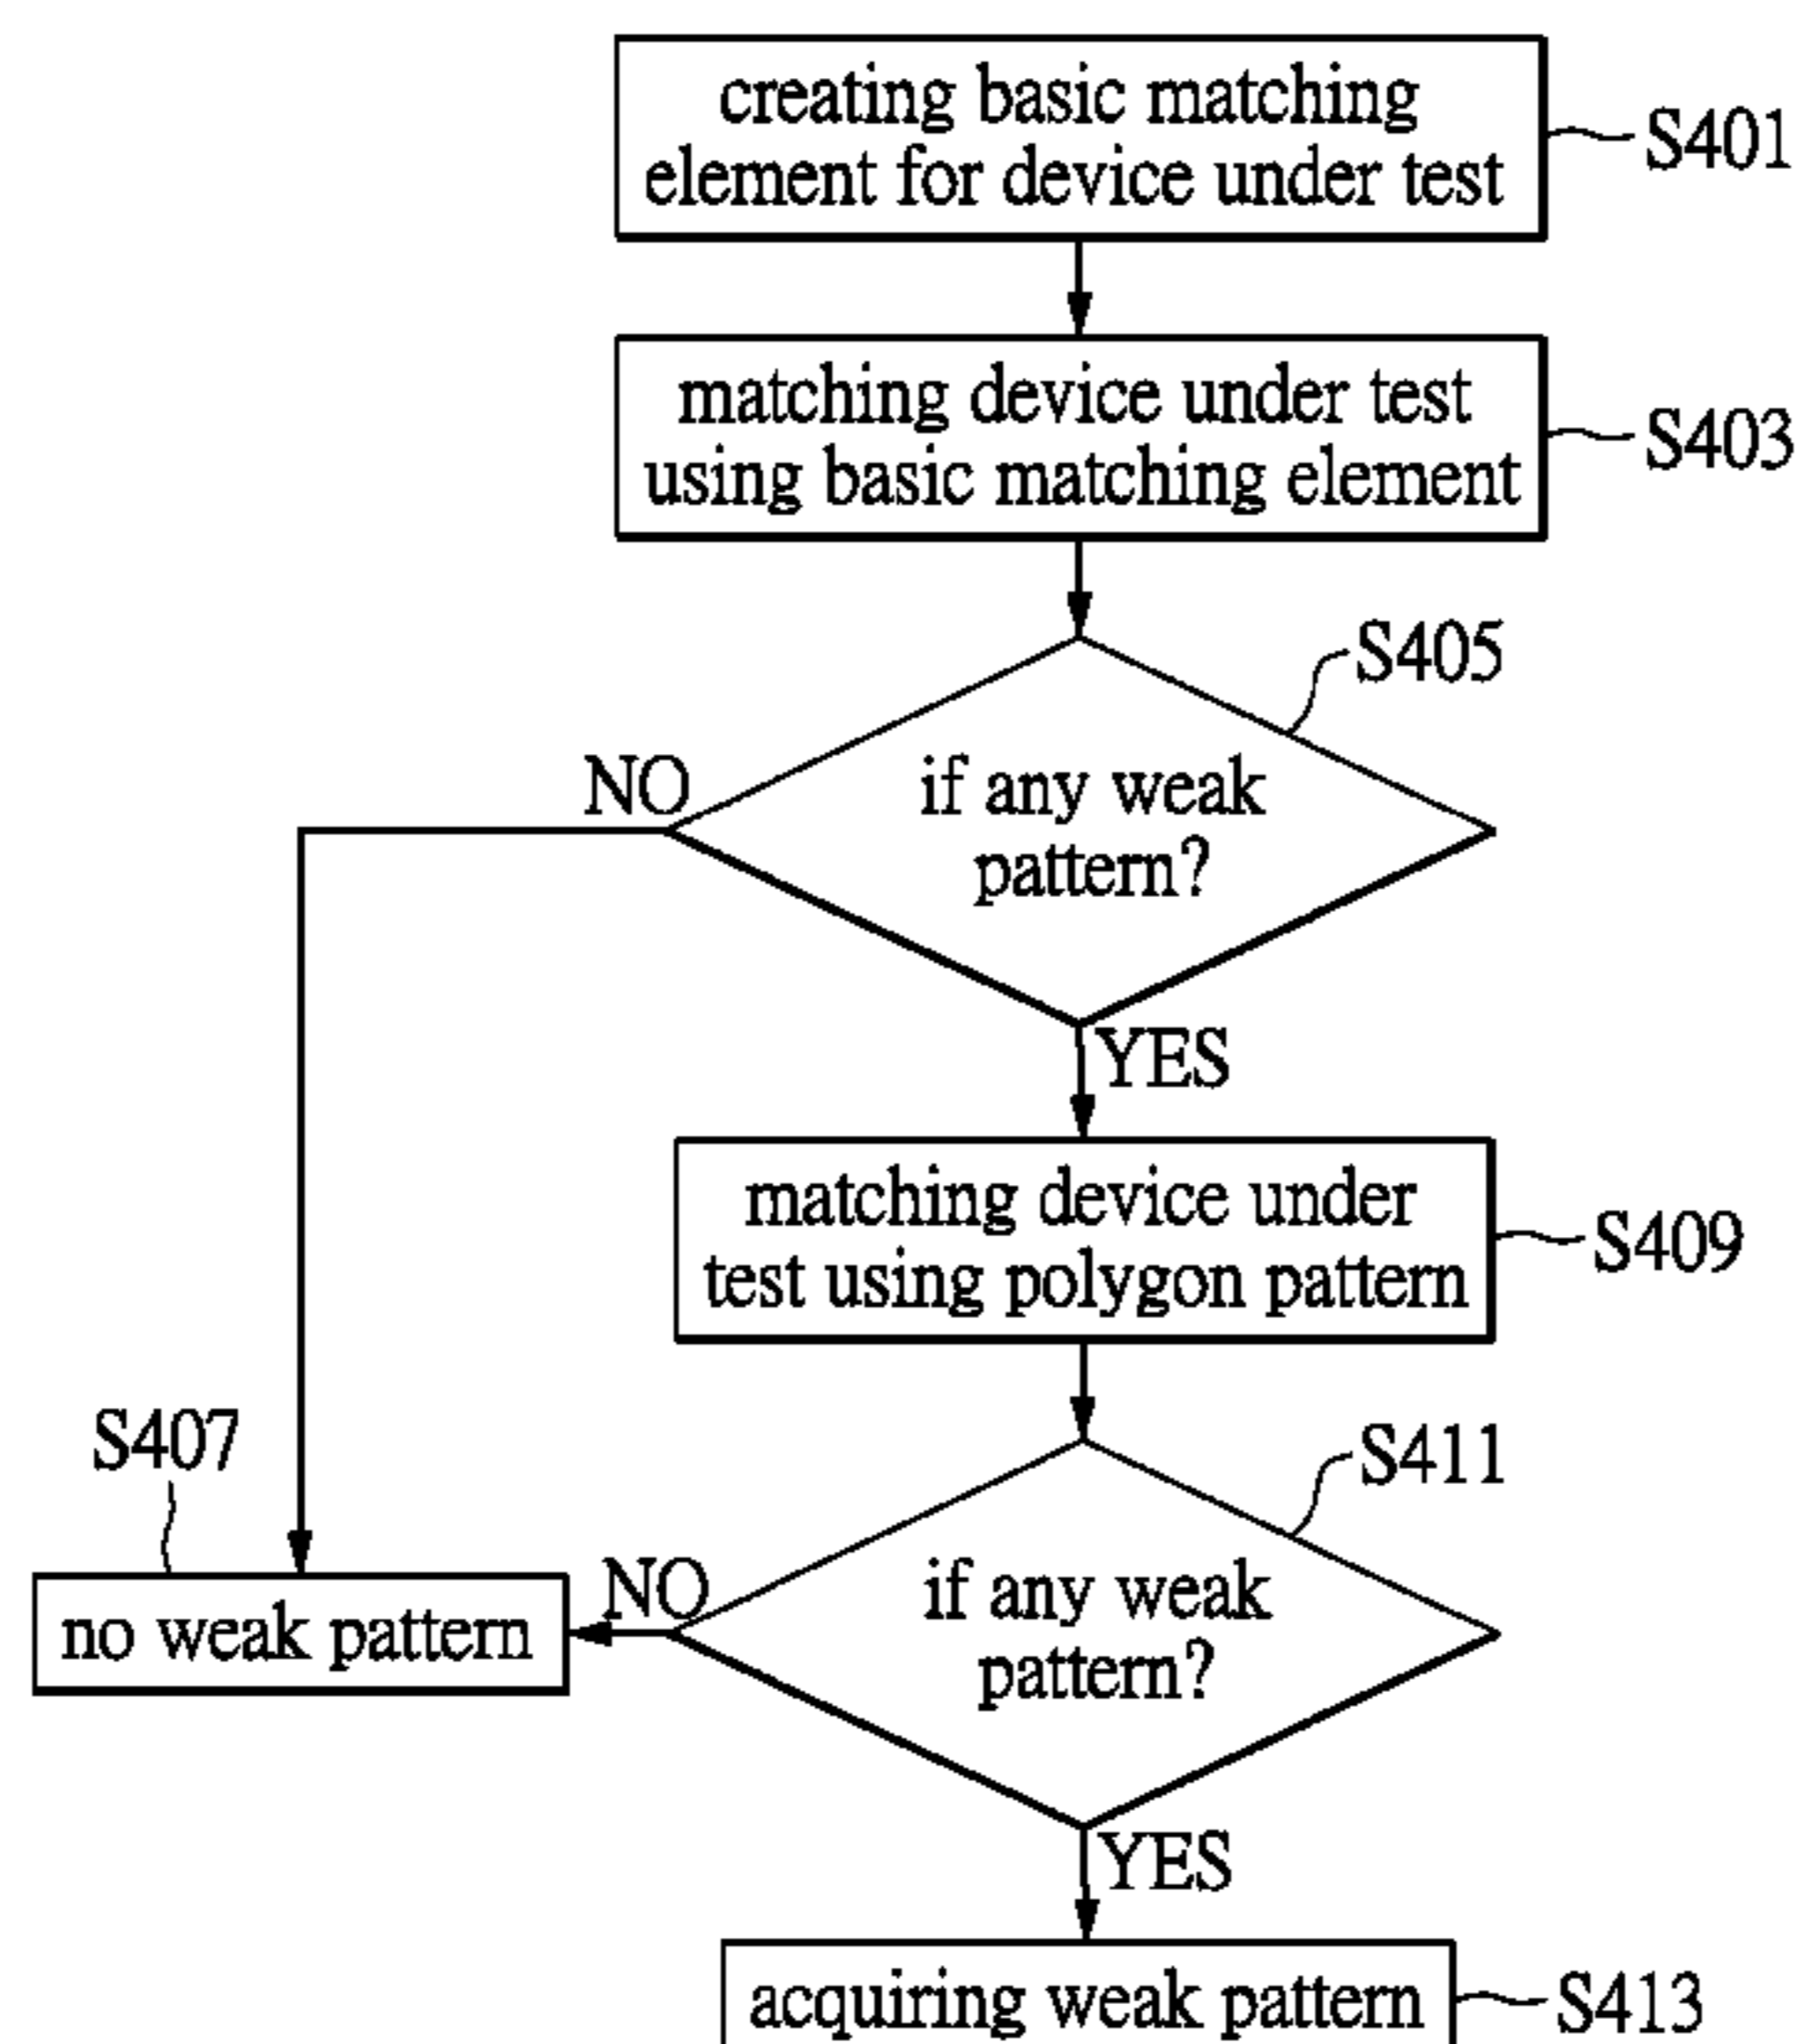 creating basic matching
element for device under test
S401
matching device under test
using basic matching element
S403
S405
if any weak
pattern?
NO
YES
matching device under
test using polygon pattern
S409
S407
no weak pattern
S411
if any weak
pattern?
NO
YES
acquiring weak pattern
S413